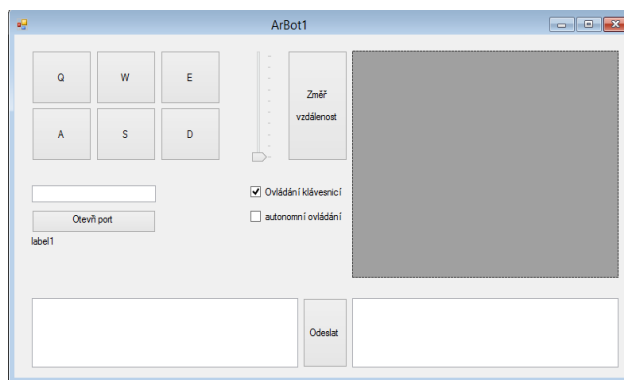 ArBot1
Q W E
A S D
Změř
vzdálenost
Ovládání klávesnicí
autonomní ovládání
Otevři port
label1
Odeslat